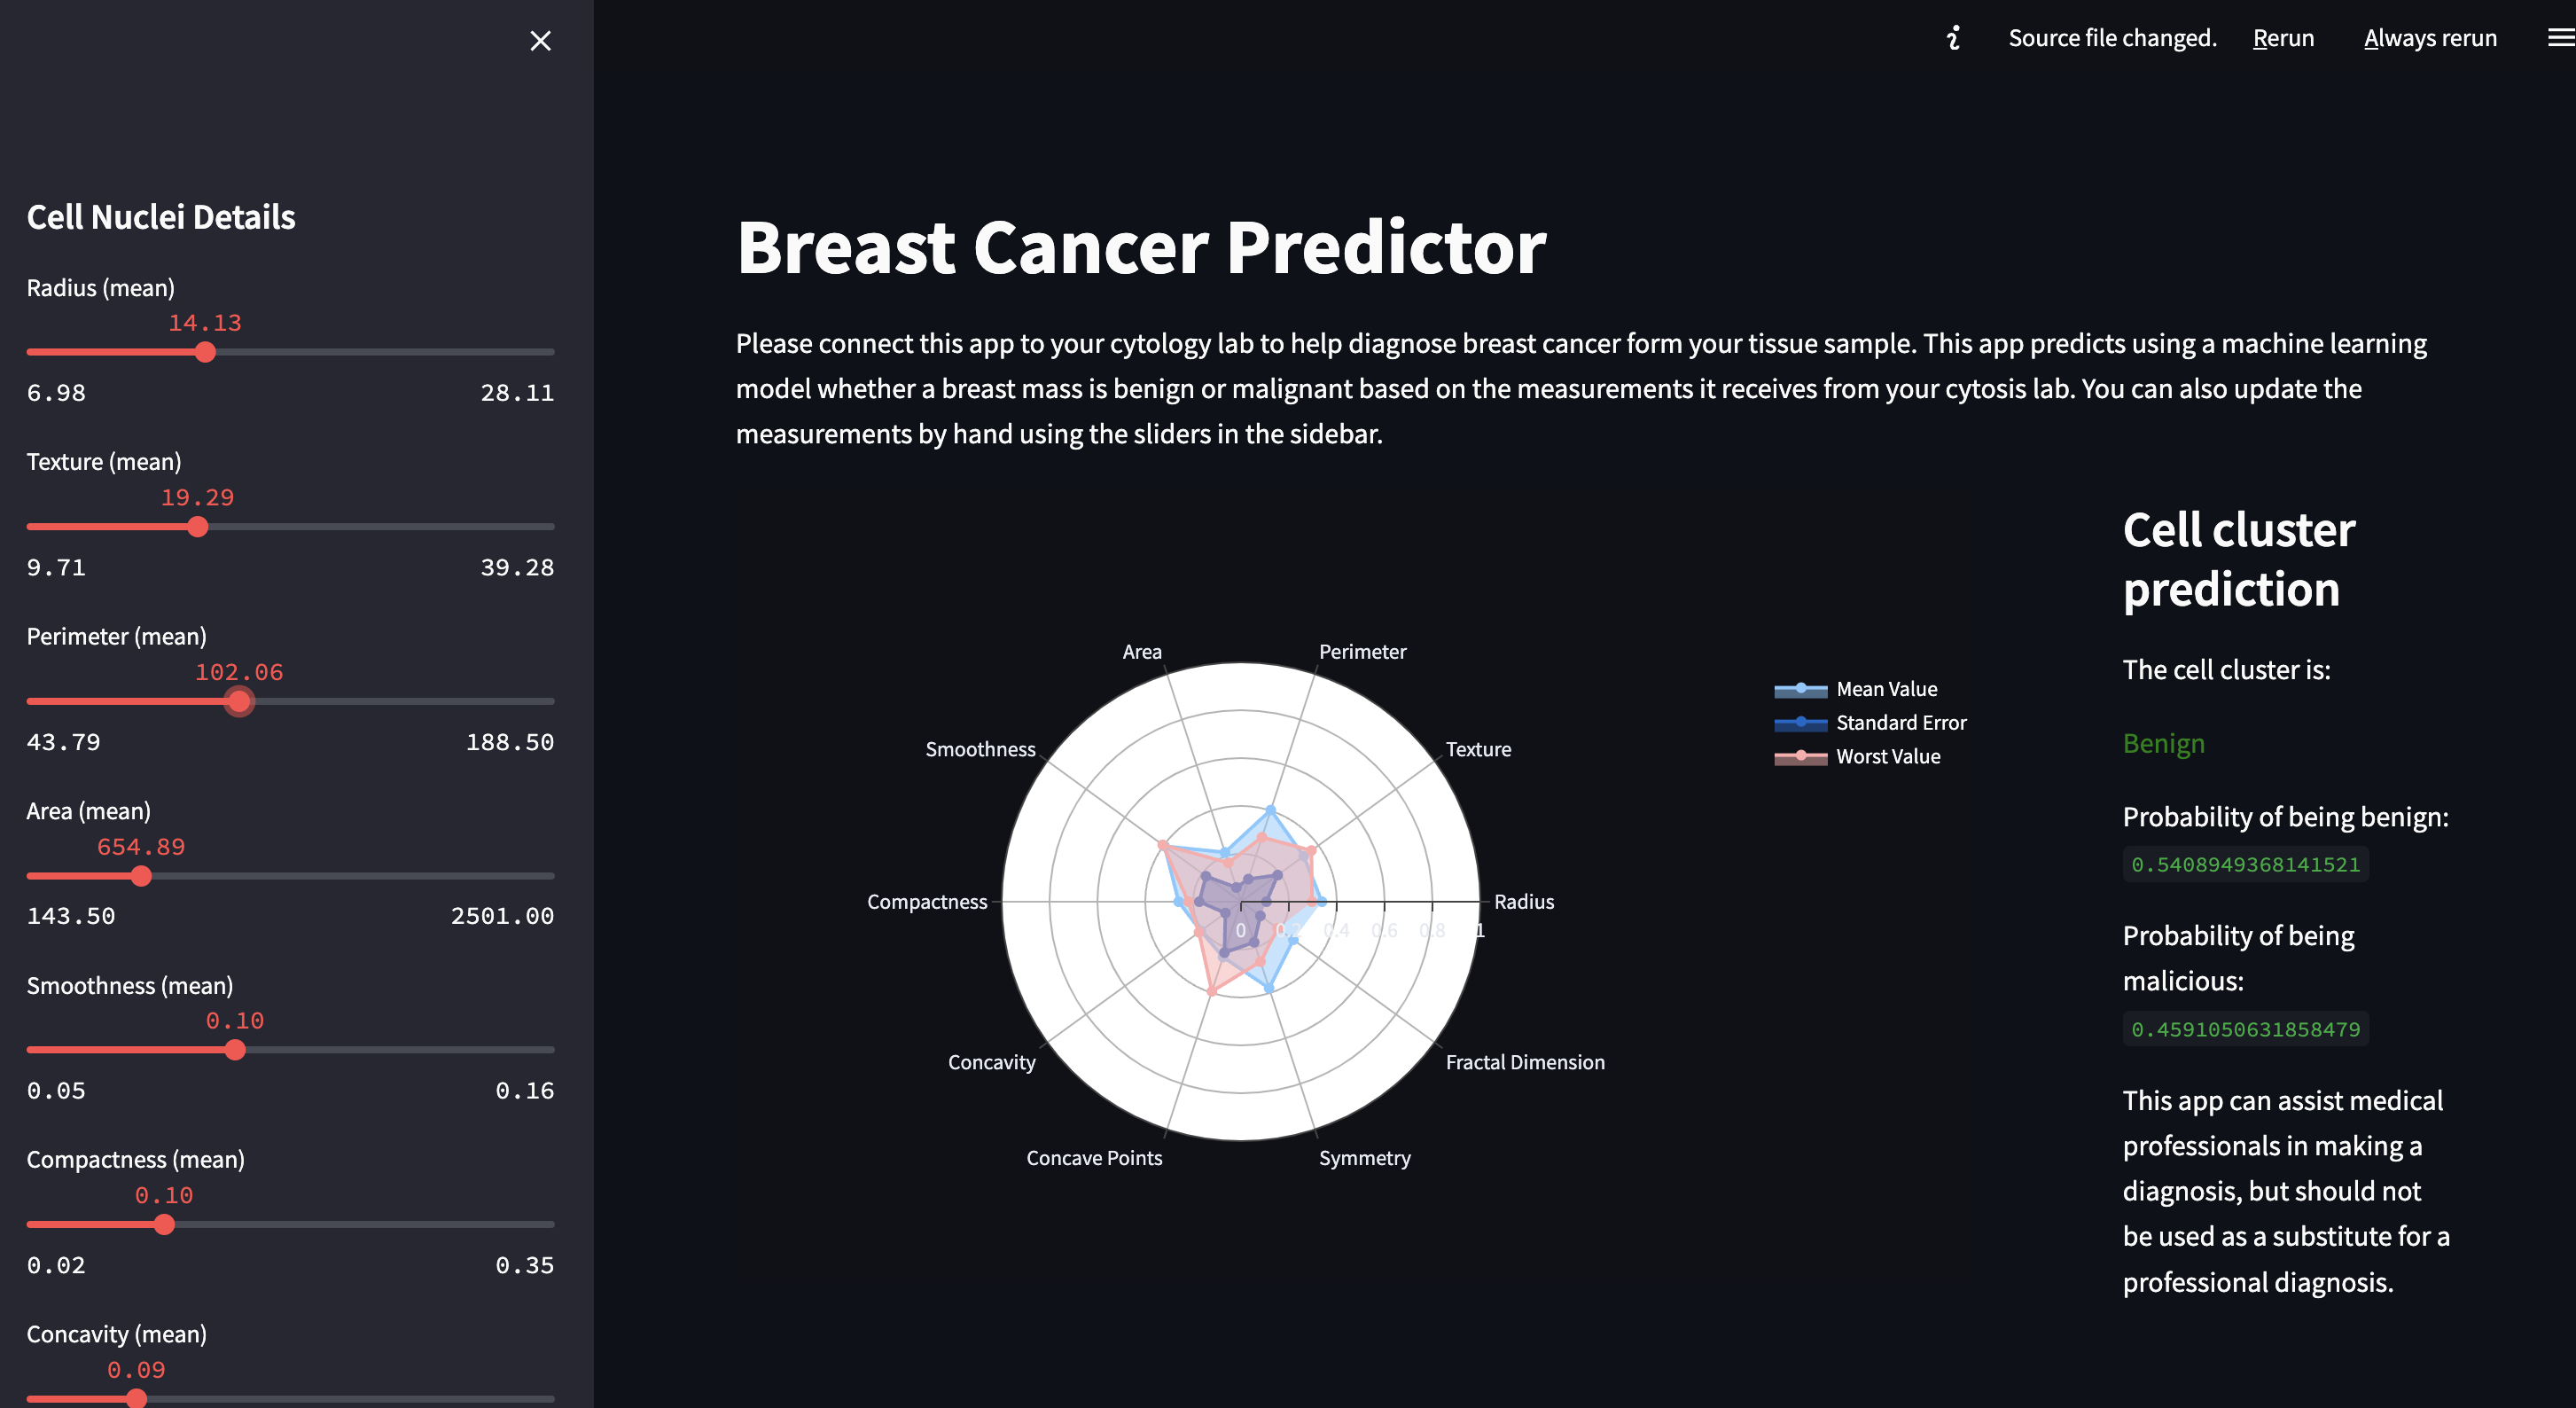 Source file changed. Rerun Always rerun
Cell Nuclei Details
Radius (mean)
14.13
6.98 28.11
Texture (mean)
19.29
9.71 39.28
Perimeter (mean)
102.06
43.79 188.50
Area (mean)
654.89
143.50 2501.00
Smoothness (mean)
0.10
0.05 0.16
Compactness (mean)
0.10
0.02 0.35
Concavity (mean)
0.09
Breast Cancer Predictor
Please connect this app to your cytology lab to help diagnose breast cancer form your tissue sample. This app predicts using a machine learning
model whether a breast mass is benign or malignant based on the measurements it receives from your cytosis lab. You can also update the
measurements by hand using the sliders in the sidebar.
Area Perimeter
Smoothness Texture
Compactness Radius
0 0.2 0.4 0.6 0.8 1
Concavity Fractal Dimension
Concave Points Symmetry
Mean Value
Standard Error
Worst Value
Cell cluster
prediction
The cell cluster is:
Benign
Probability of being benign:
0.5408949368141521
Probability of being
malicious:
0.4591050631858479
This app can assist medical
professionals in making a
diagnosis, but should not
be used as a substitute for a
professional diagnosis.